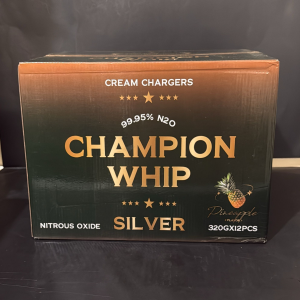 CREAM CHARGERS
99.95% N2O
CHAMPION
WHIP
SILVER
NITROUS OXIDE
Pineapple
320GX12PCS